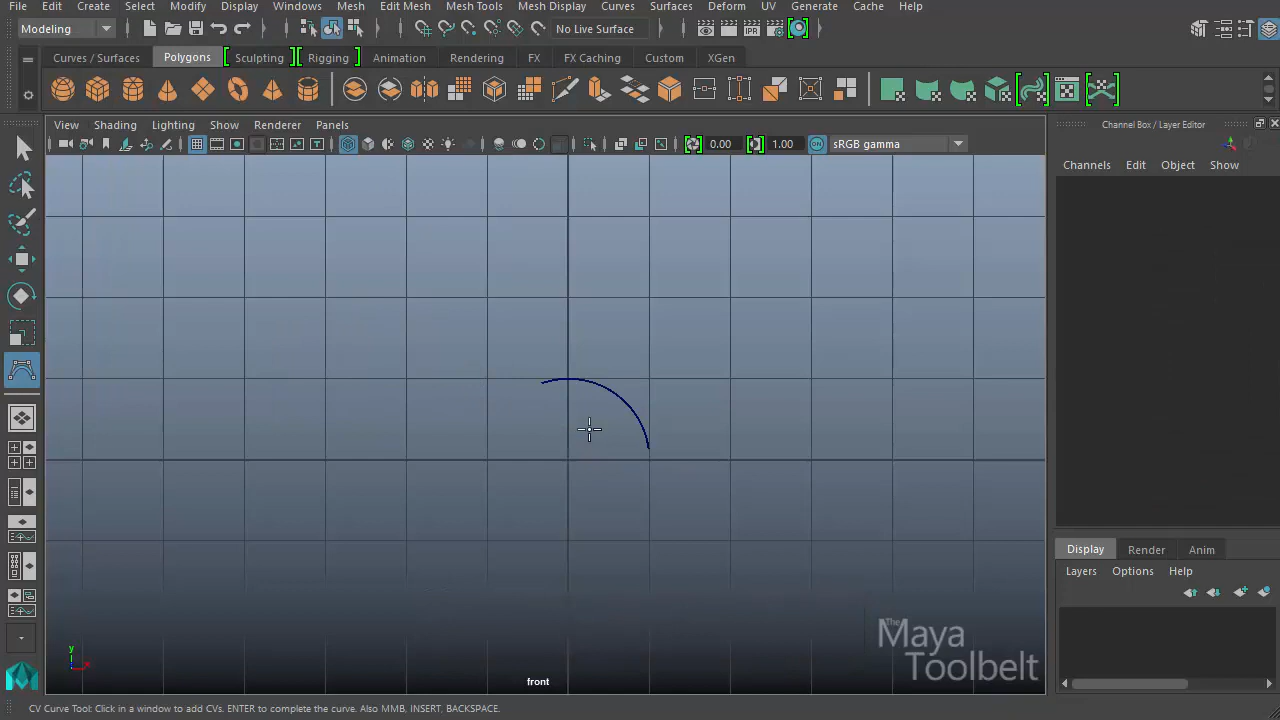 File Edit Create Select Modify Display Windows Mesh Edit Mesh Mesh Tools Mesh Display Curves Surfaces Deform UV Generate Cache Help
Modeling No Live Surface
Curves / Surfaces Polygons Sculpting Rigging Animation Rendering FX FX Caching Custom XGen
View Shading Lighting Show Renderer Panels
0.00 1.00 ON sRGB gamma
Channel Box / Layer Editor
Channels Edit Object Show
Display Render Anim
Layers Options Help
y
x
front
The
Maya
Toolbelt
CV Curve Tool: Click in a window to add CVs. ENTER to complete the curve. Also MMB, INSERT, BACKSPACE.